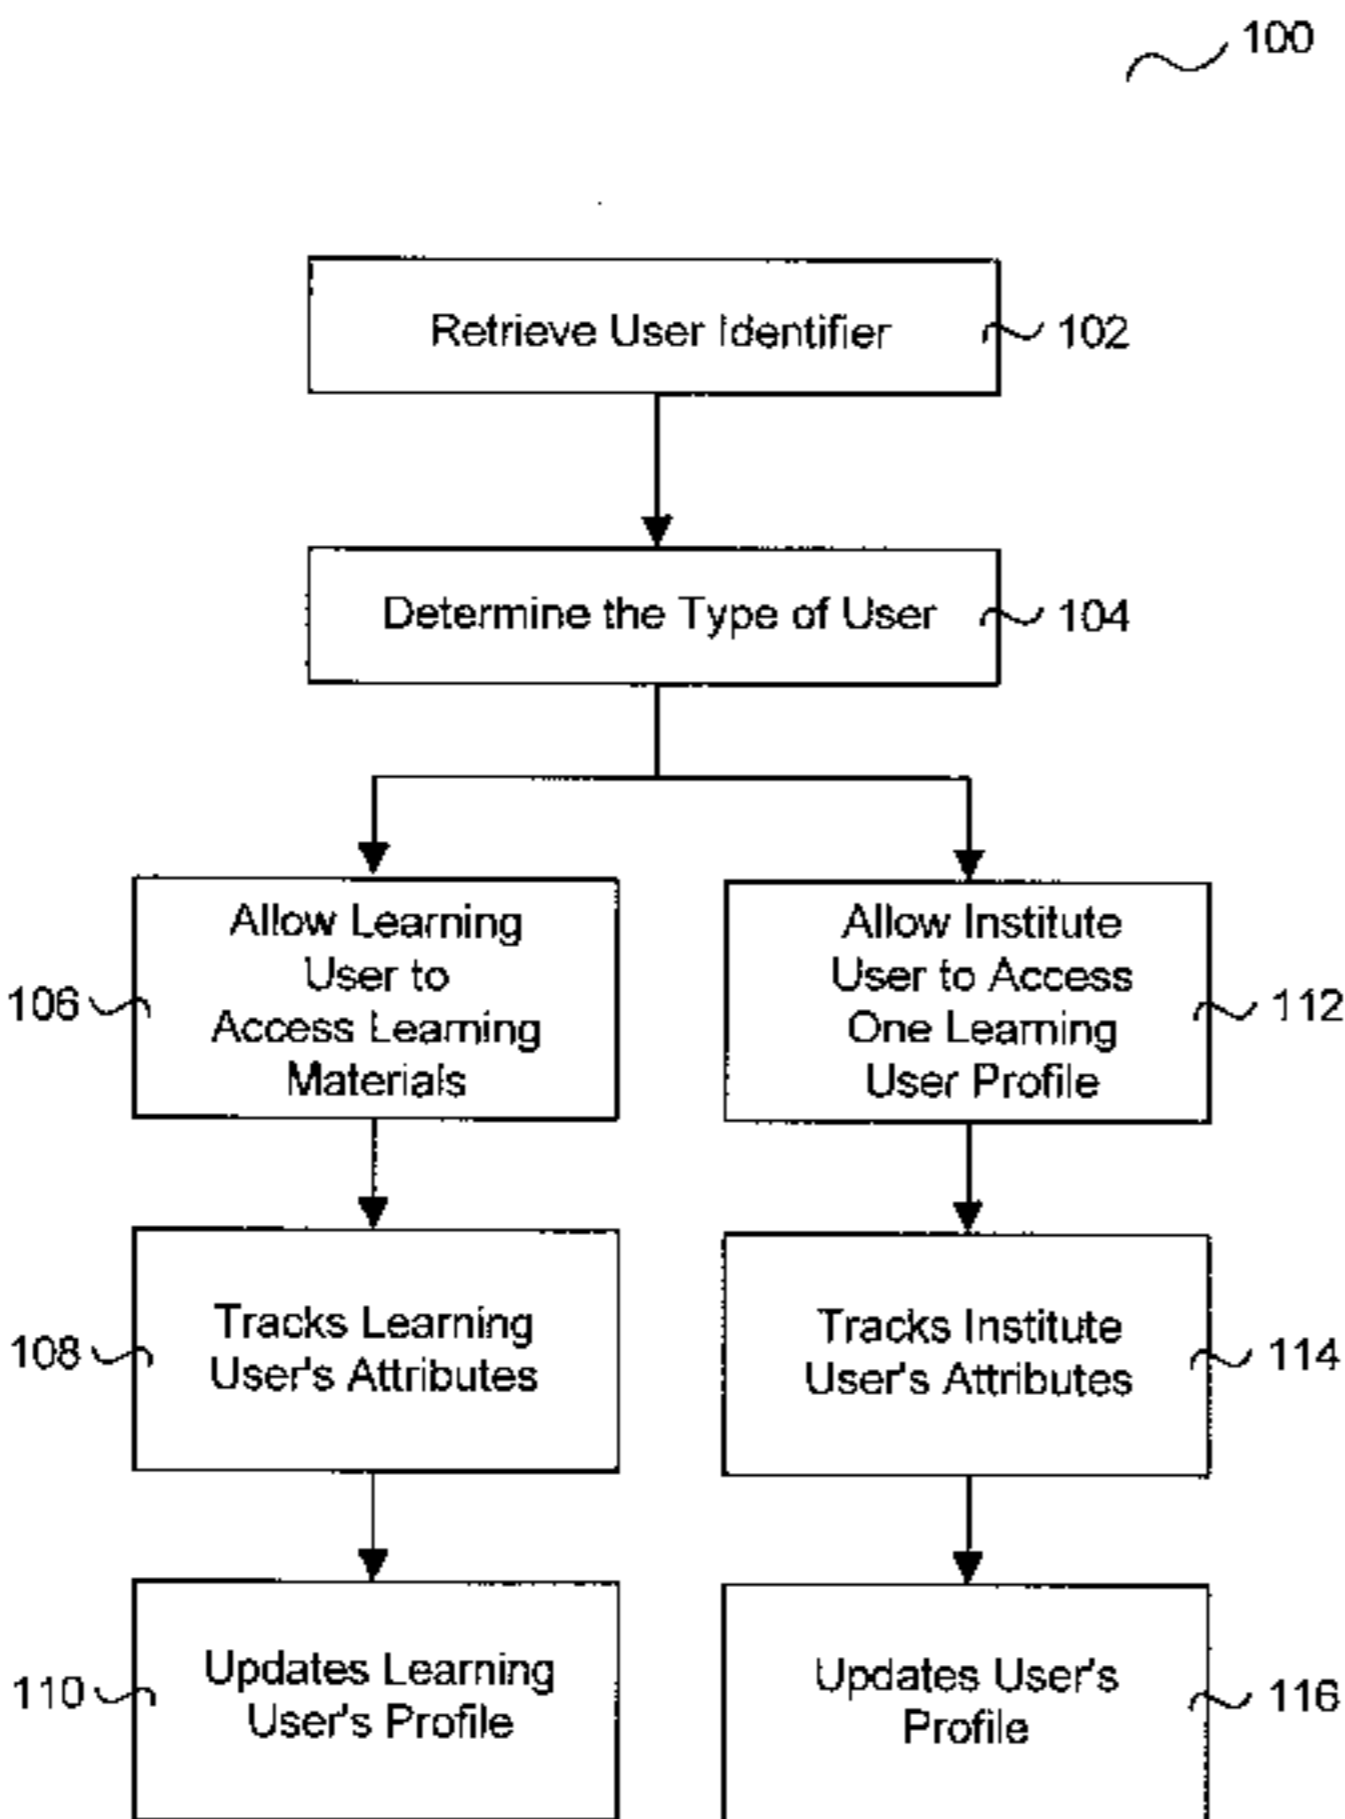 100
Retrieve User Identifier
102
Determine the Type of User
104
Allow Learning
User to
Access Learning
Materials
106
Allow Institute
User to Access
One Learning
User Profile
112
Tracks Learning
User's Attributes
108
Tracks Institute
User's Attributes
114
Updates Learning
User's Profile
110
Updates User's
Profile
116